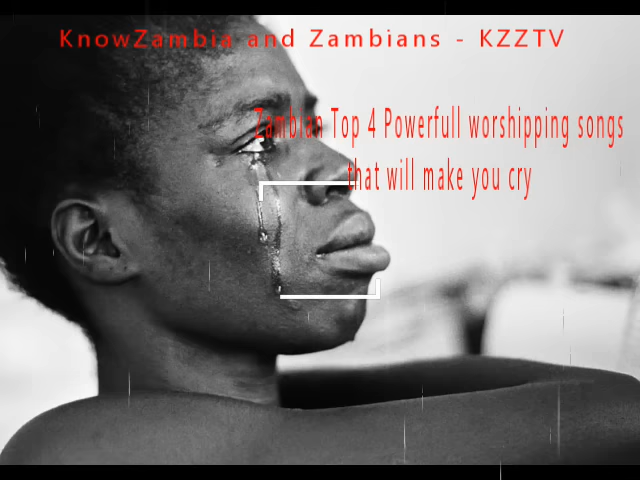 KnowZambia and Zambians - KZZTV
Zambian Top 4 Powerfull worshipping songs
that will make you cry